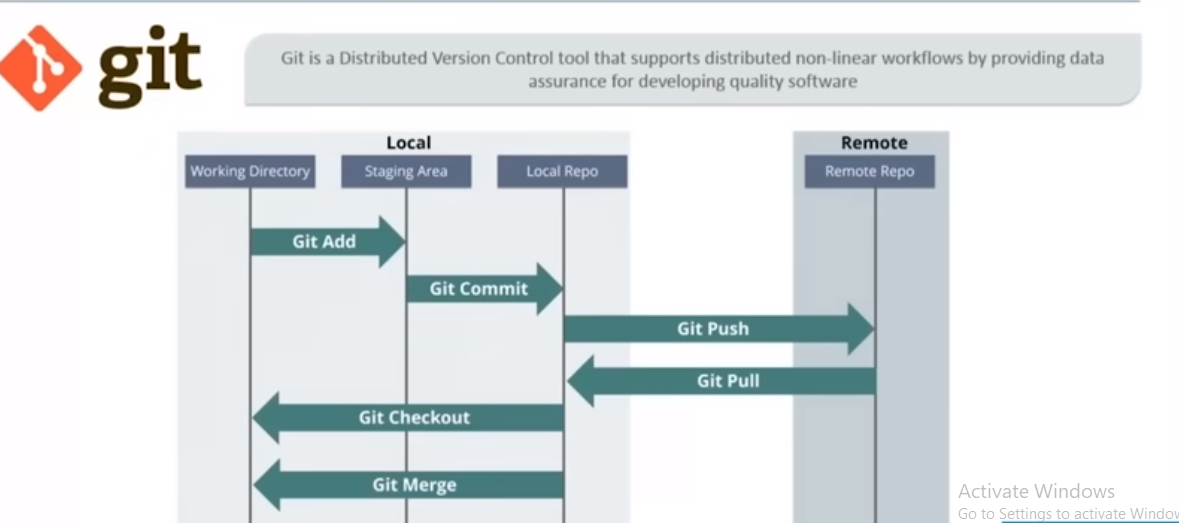 git
Git is a Distributed Version Control tool that supports distributed non-linear workflows by providing data
assurance for developing quality software
Local
Remote
Working Directory
Staging Area
Local Repo
Remote Repo
Git Add
Git Commit
Git Push
Git Pull
Git Checkout
Git Merge
Activate Windows
Go to Settings to activate Window